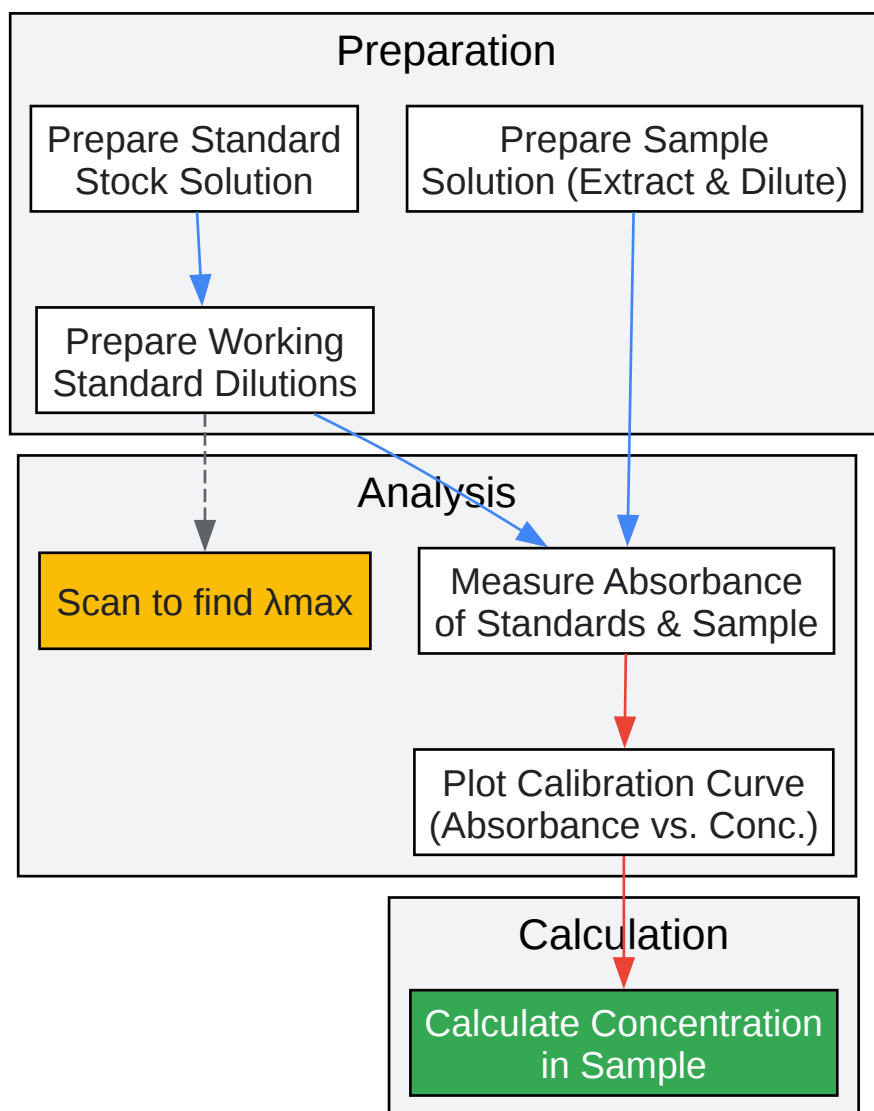 Preparation
Prepare Standard
Stock Solution
Prepare Sample
Solution (Extract & Dilute)
Prepare Working
Standard Dilutions
Analysis
Scan to find λmax
Measure Absorbance
of Standards & Sample
Plot Calibration Curve
(Absorbance vs. Conc.)
Calculation
Calculate Concentration
in Sample